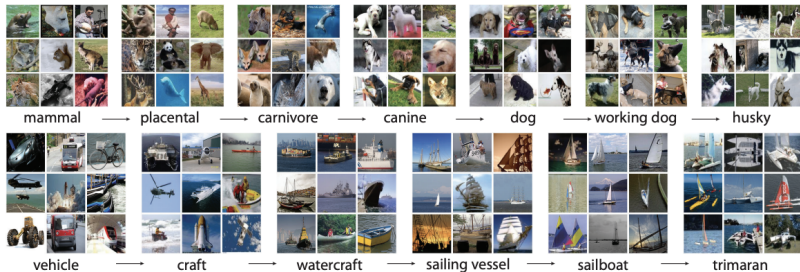 mammal placental carnivore canine dog working dog husky
vehicle craft watercraft sailing vessel sailboat trimaran